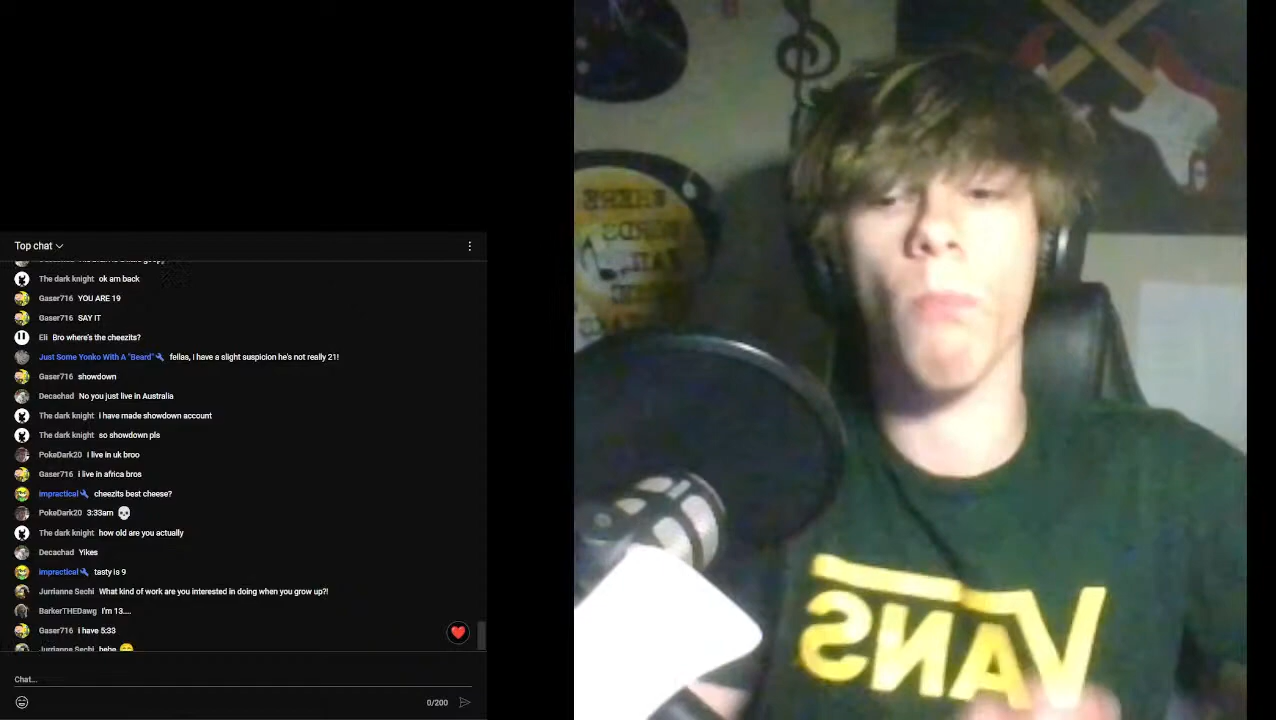 Top chat
The dark knight ok am back
Gaser716 YOU ARE 19
Gaser716 SAY IT
Eli Bro where's the cheezits?
Just Some Yonko With A "Beard" fellas, i have a slight suspicion he's not really 21!
Gaser716 showdown
Decachad No you just live in Australia
The dark knight i have made showdown account
The dark knight so showdown pls
PokeDark20 i live in uk broo
Gaser716 i live in africa bros
impractical cheezits best cheese?
PokeDark20 3:33am 💀
The dark knight how old are you actually
Decachad Yikes
impractical tasty is 9
Jurrianne Sechi What kind of work are you interested in doing when you grow up?!
BarkerTHEDawg I'm 13....
Gaser716 i have 5:33
Jurrianne Sechi hehe
Chat...
0/200
WHERE
WORDS
FAIL
VANS